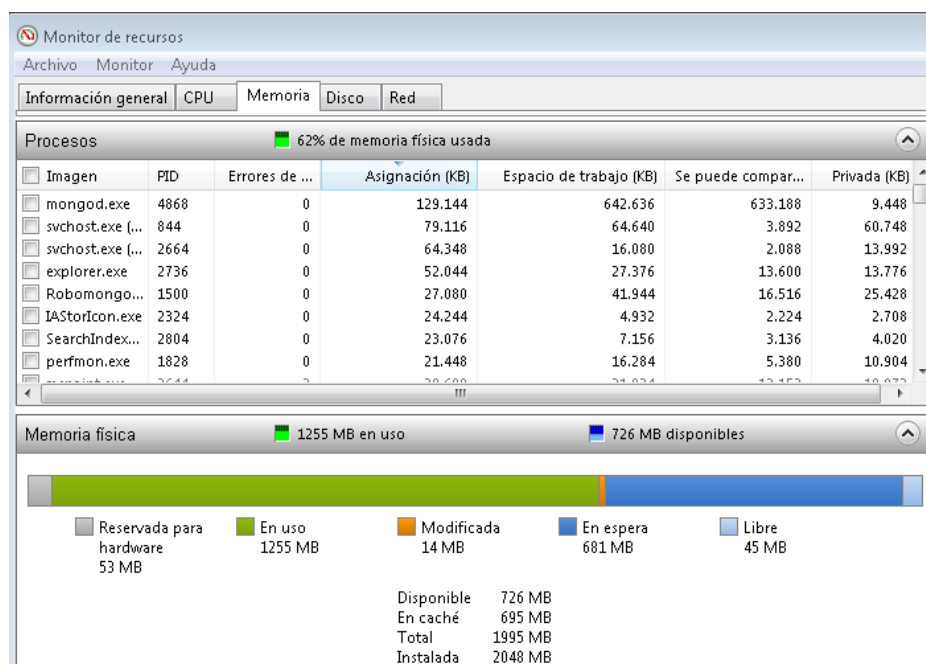 Monitor de recursos
Archivo Monitor Ayuda
Información general CPU Memoria Disco Red
Procesos 62% de memoria física usada
Imagen PID Errores de ... Asignación (KB) Espacio de trabajo (KB) Se puede compar... Privada (KB)
mongod.exe 4868 0 129.144 642.636 633.188 9.448
svchost.exe (... 844 0 79.116 64.640 3.892 60.748
svchost.exe (... 2664 0 64.348 16.080 2.088 13.992
explorer.exe 2736 0 52.044 27.376 13.600 13.776
Robomongo... 1500 0 27.080 41.944 16.516 25.428
IAStorIcon.exe 2324 0 24.244 4.932 2.224 2.708
SearchIndex... 2804 0 23.076 7.156 3.136 4.020
perfmon.exe 1828 0 21.448 16.284 5.380 10.904
Memoria física 1255 MB en uso 726 MB disponibles
Reservada para En uso Modificada En espera Libre
hardware 1255 MB 14 MB 681 MB 45 MB
53 MB
Disponible 726 MB
En caché 695 MB
Total 1995 MB
Instalada 2048 MB